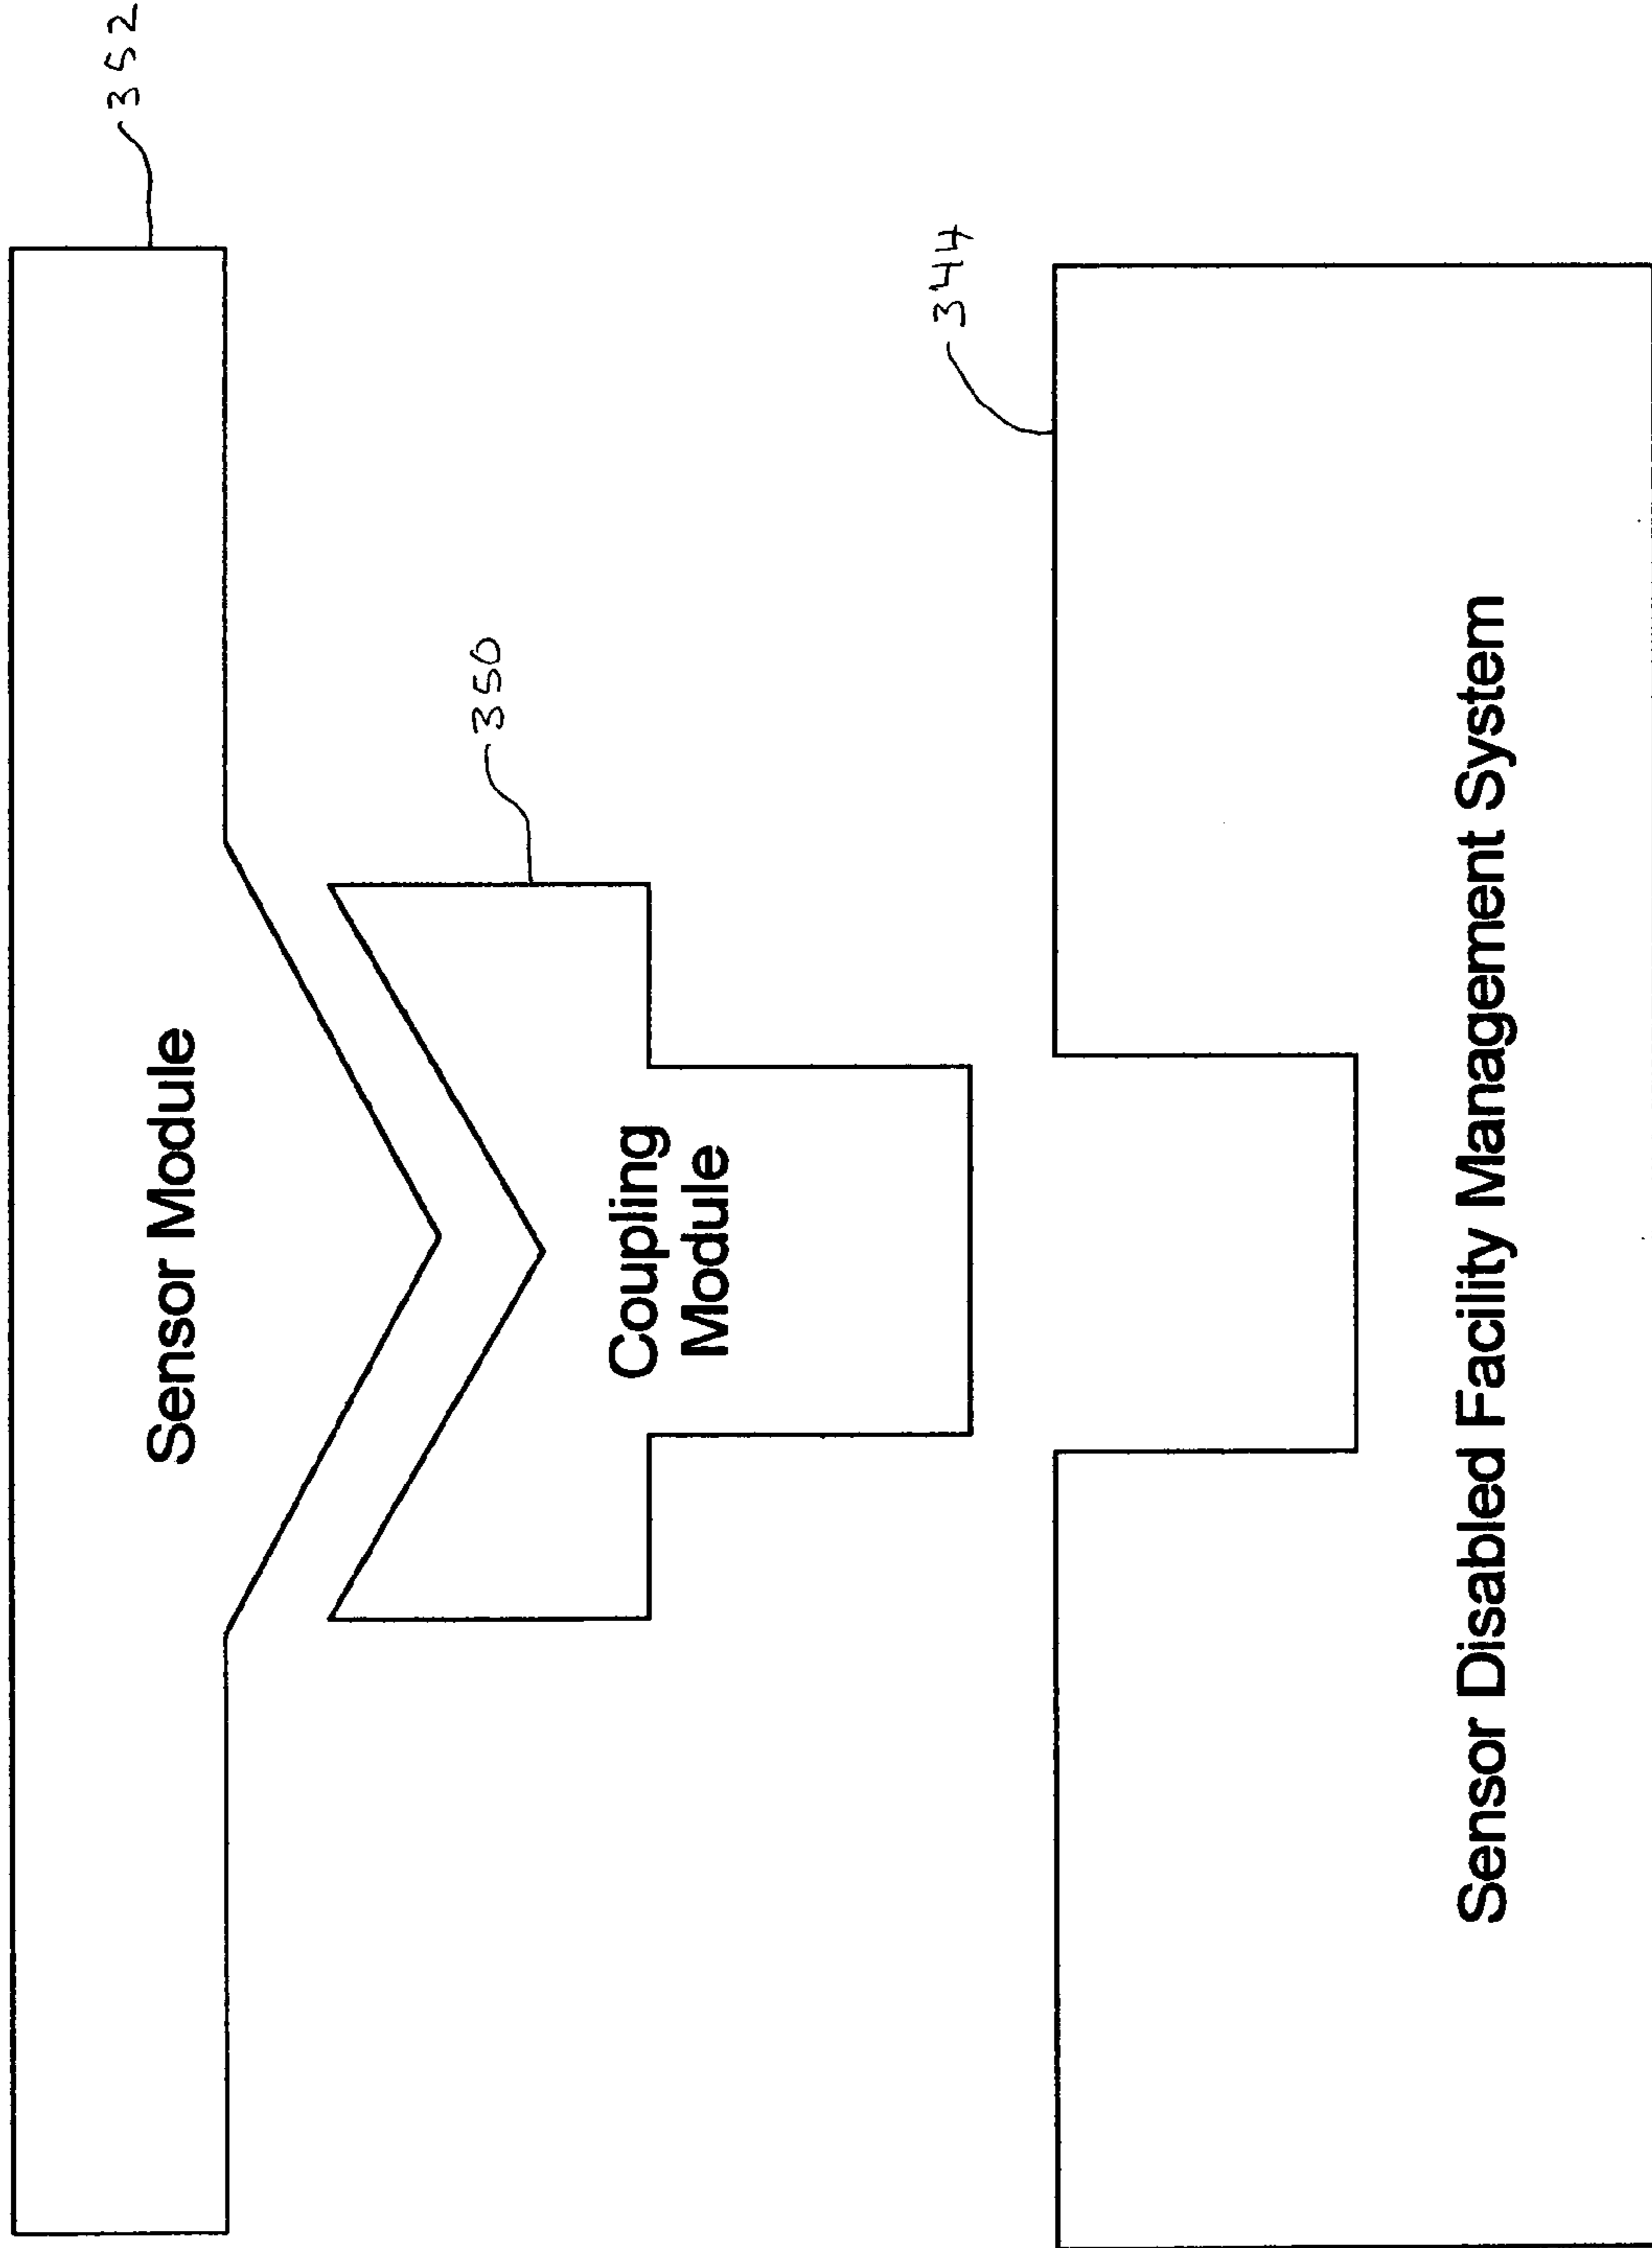 352
Sensor Module
350
Coupling
Module
344
Sensor Disabled Facility Management System